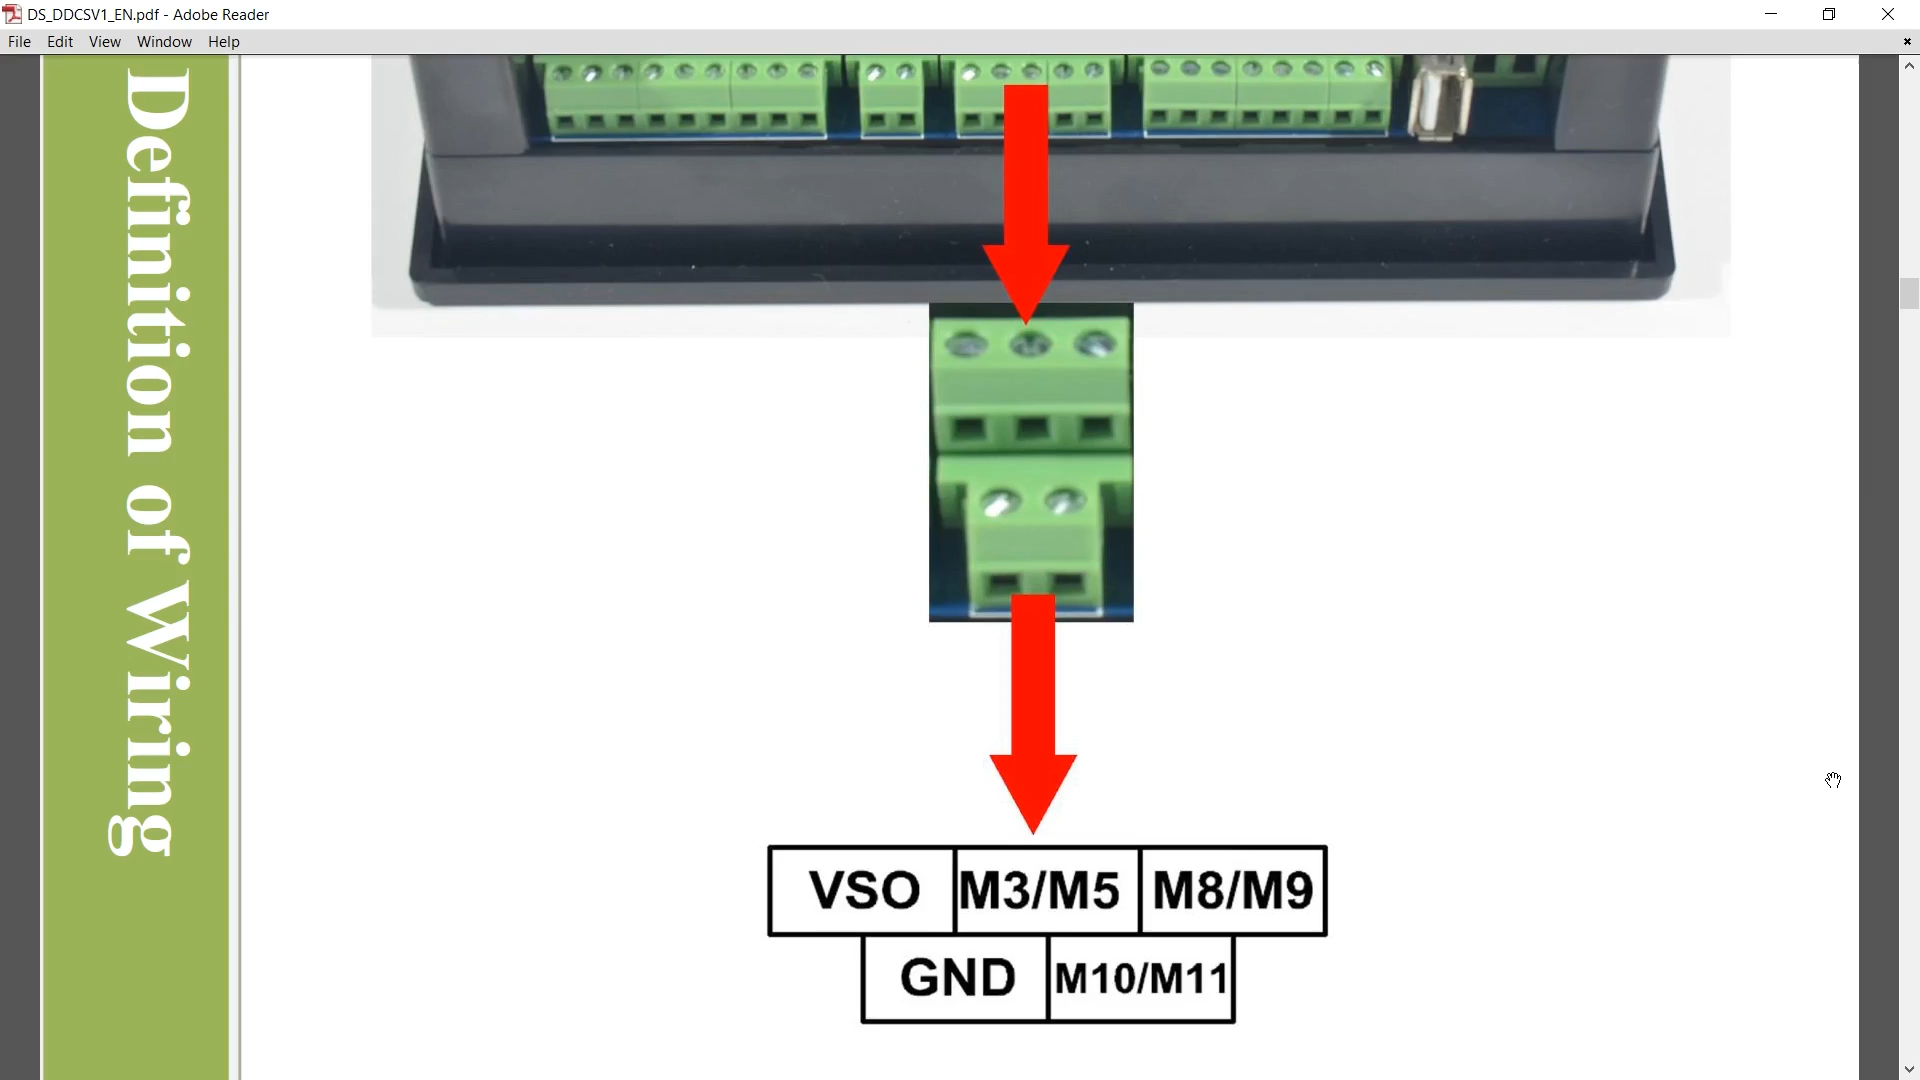 DS_DDCSV1_EN.pdf - Adobe Reader
File Edit View Window Help
Definition of Wiring
VSO M3/M5 M8/M9
GND M10/M11